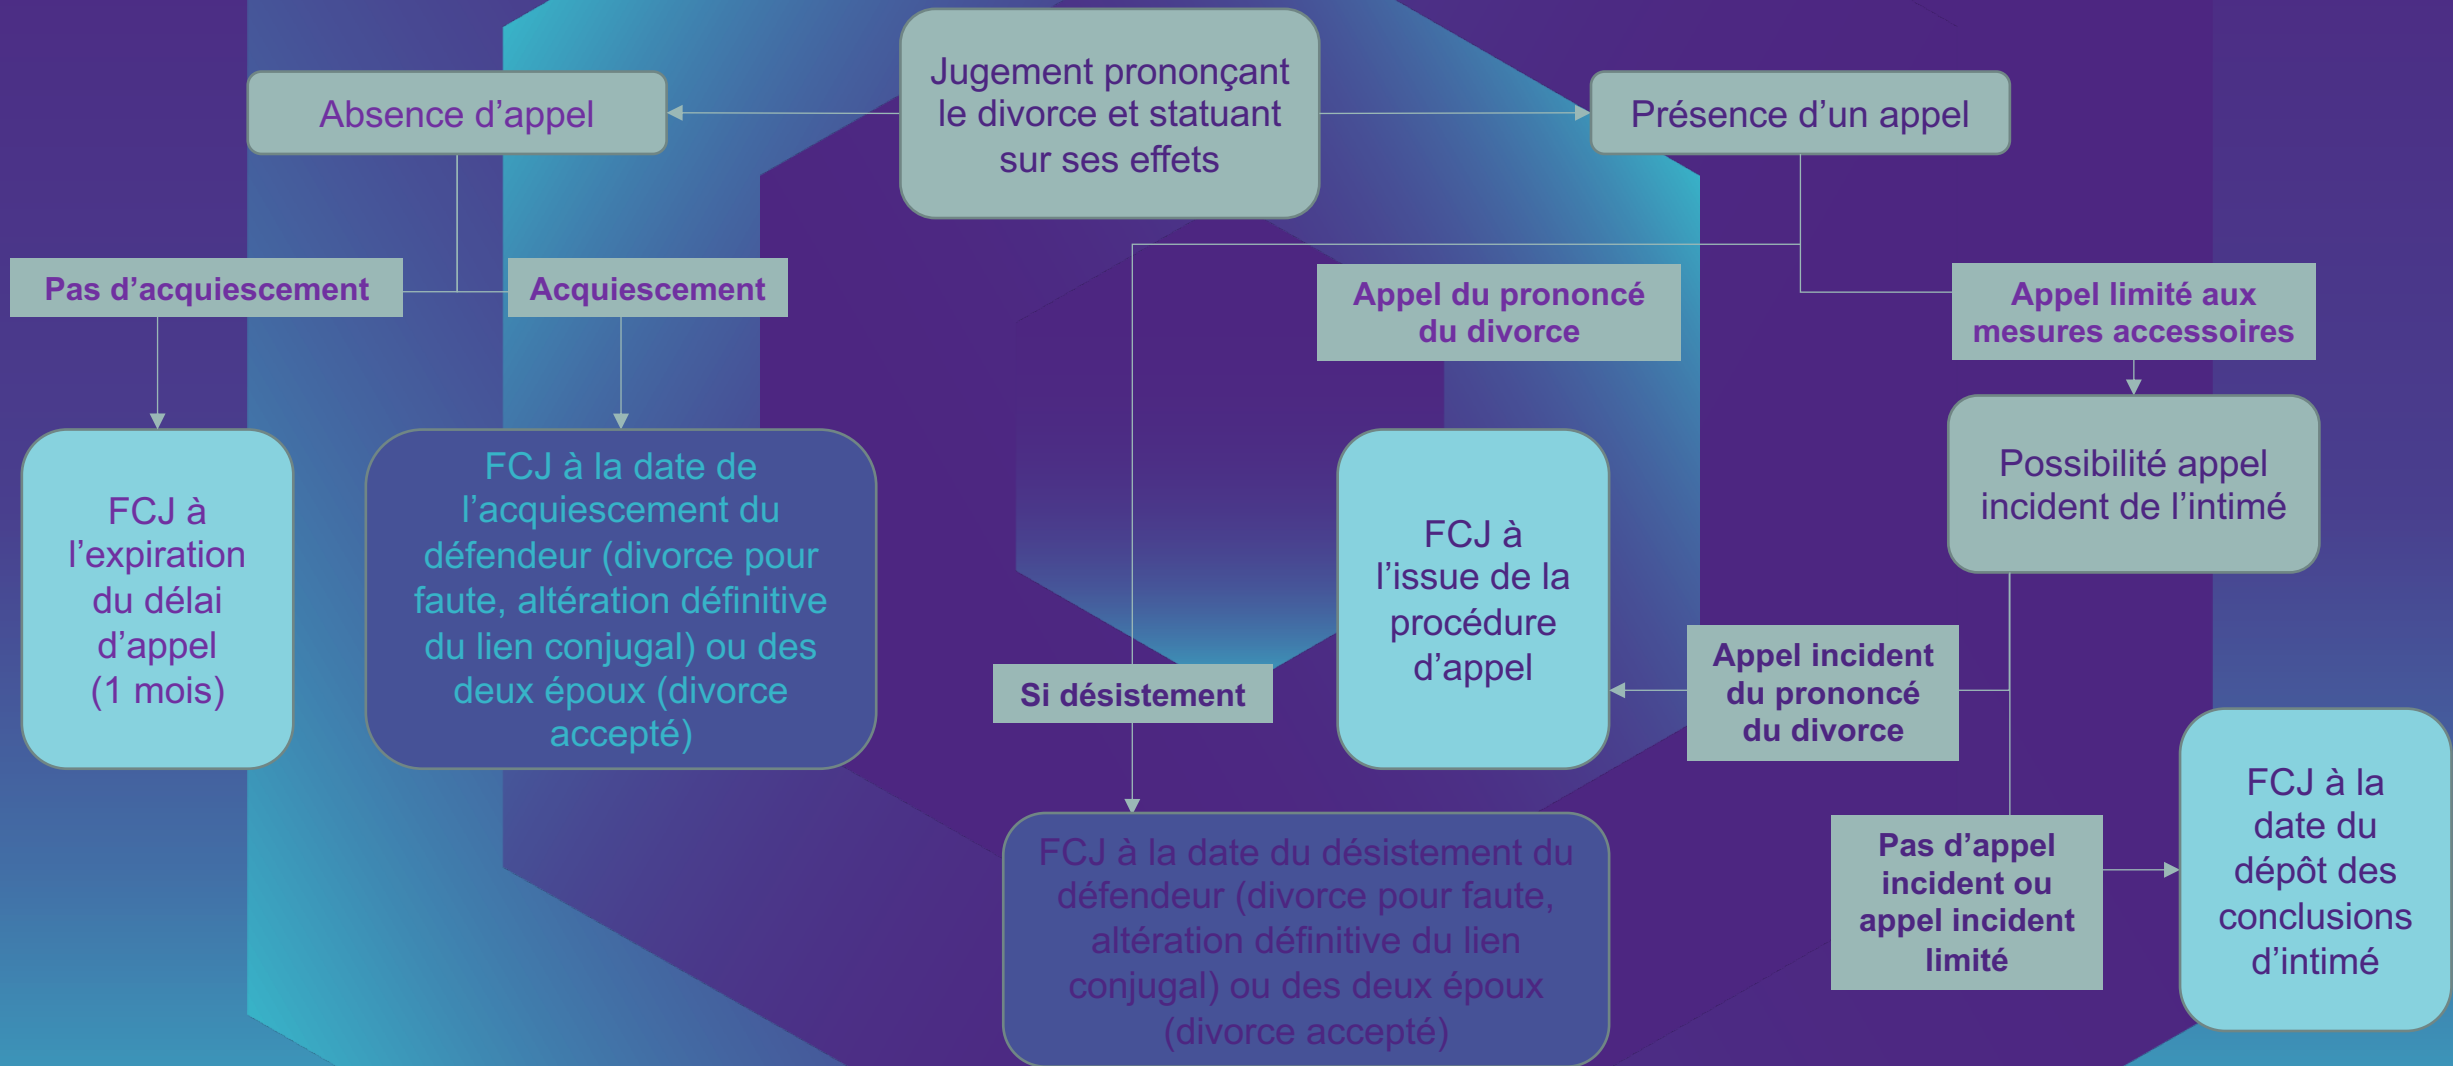 Jugement prononçant
le divorce et statuant
sur ses effets
Absence d’appel
Présence d’un appel
Pas d’acquiescement
Acquiescement
Appel du prononcé
du divorce
Appel limité aux
mesures accessoires
FCJ à
l’expiration
du délai
d’appel
(1 mois)
FCJ à la date de
l’acquiescement du
défendeur (divorce pour
faute, altération définitive
du lien conjugal) ou des
deux époux (divorce
accepté)
FCJ à
l’issue de la
procédure
d’appel
Possibilité appel
incident de l’intimé
Si désistement
Appel incident
du prononcé
du divorce
FCJ à la date du désistement du
défendeur (divorce pour faute,
altération définitive du lien
conjugal) ou des deux époux
(divorce accepté)
Pas d’appel
incident ou
appel incident
limité
FCJ à la
date du
dépôt des
conclusions
d’intimé